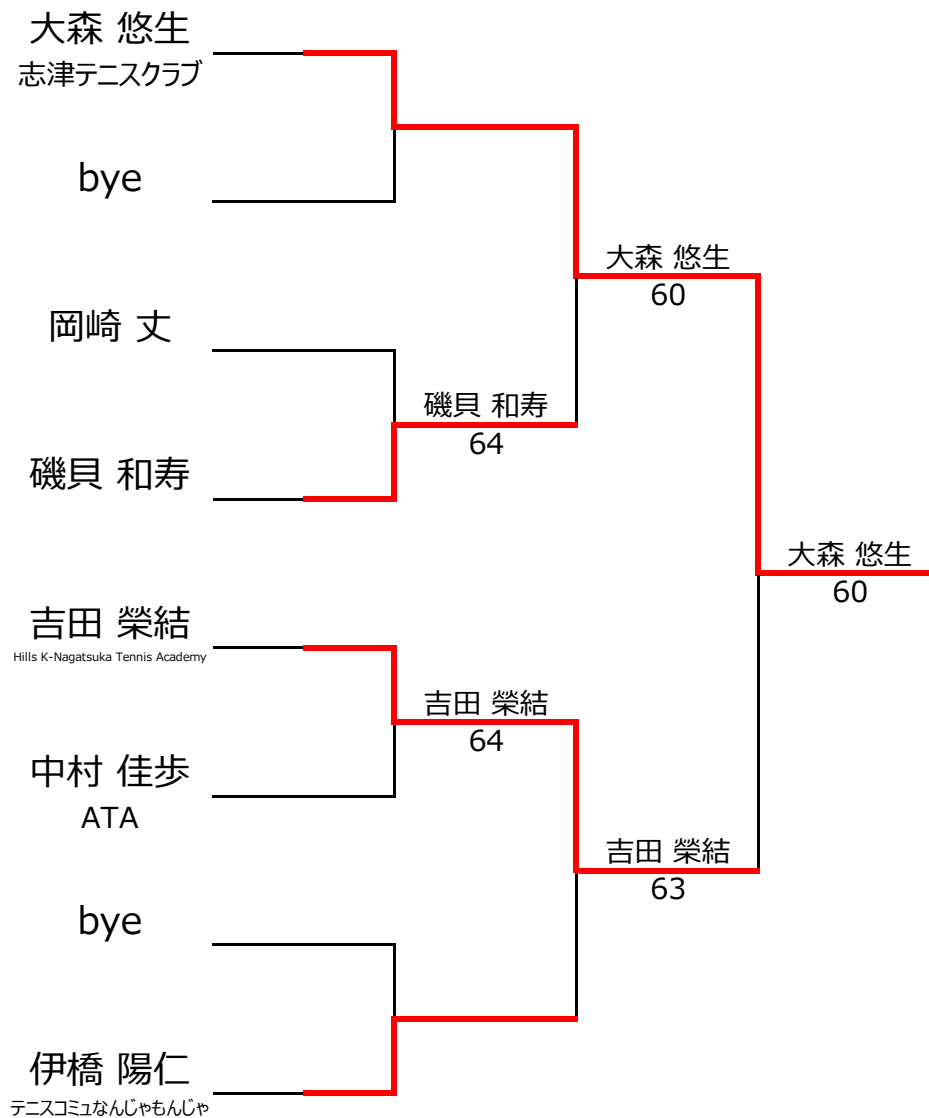 大森 悠生
志津テニスクラブ
bye
大森 悠生
60
岡崎 丈
磯貝 和寿
64
磯貝 和寿
大森 悠生
60
吉田 榮結
Hills K-Nagatsuka Tennis Academy
吉田 榮結
64
中村 佳歩
ATA
吉田 榮結
63
bye
伊橋 陽仁
テニスコミュなんじゃもんじゃ